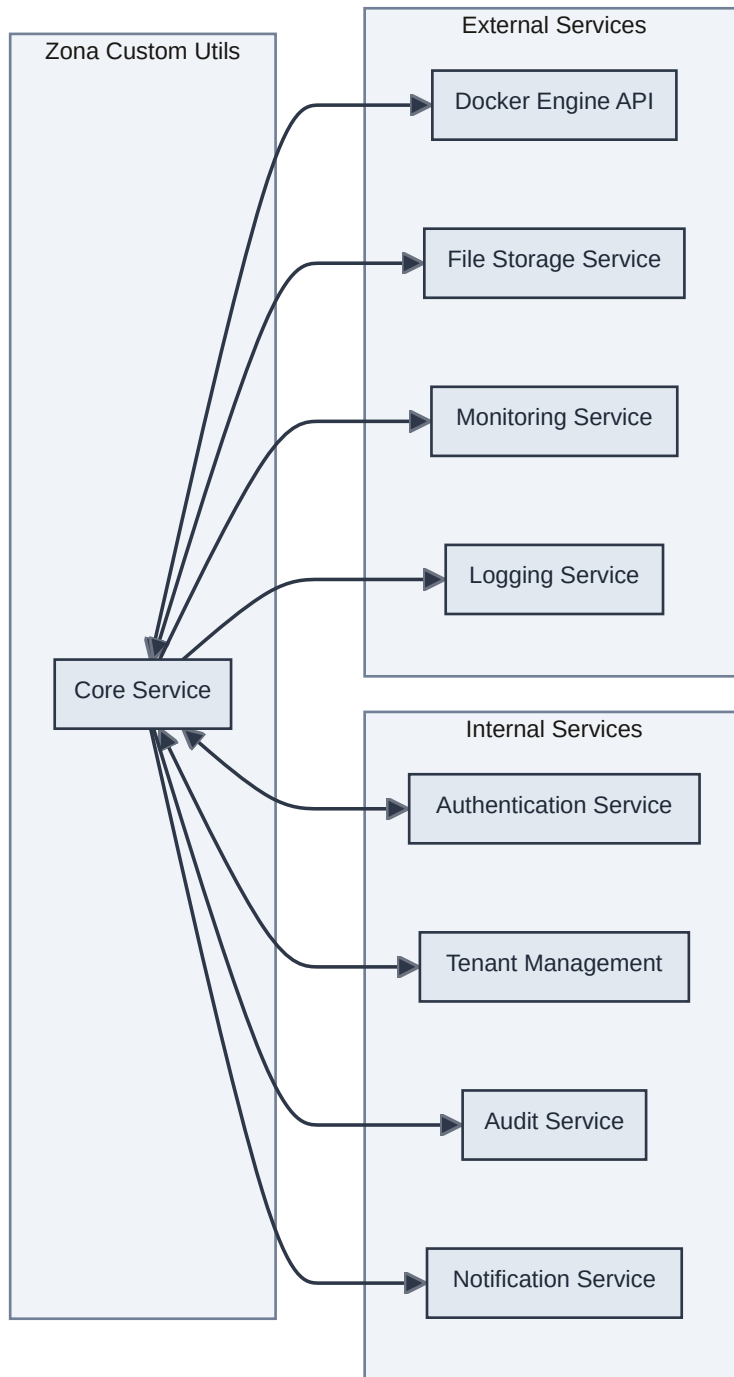 Zona Custom Utils
Core Service
External Services
Docker Engine API
File Storage Service
Monitoring Service
Logging Service
Internal Services
Authentication Service
Tenant Management
Audit Service
Notification Service